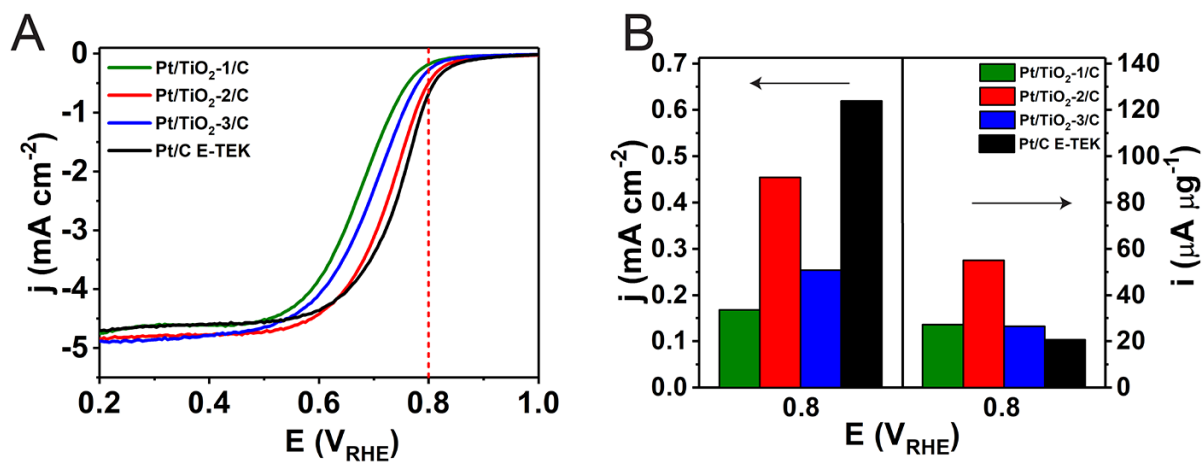 A
0
-1
-2
-3
-4
-5
j (mA cm⁻²)
Pt/TiO₂-1/C
Pt/TiO₂-2/C
Pt/TiO₂-3/C
Pt/C E-TEK
0.2 0.4 0.6 0.8 1.0
E (V_RHE)
B
0.7
0.6
0.5
0.4
0.3
0.2
0.1
0.0
j (mA cm⁻²)
Pt/TiO₂-1/C
Pt/TiO₂-2/C
Pt/TiO₂-3/C
Pt/C E-TEK
140
120
100
80
60
40
20
0
i (μA μg⁻¹)
0.8 0.8
E (V_RHE)